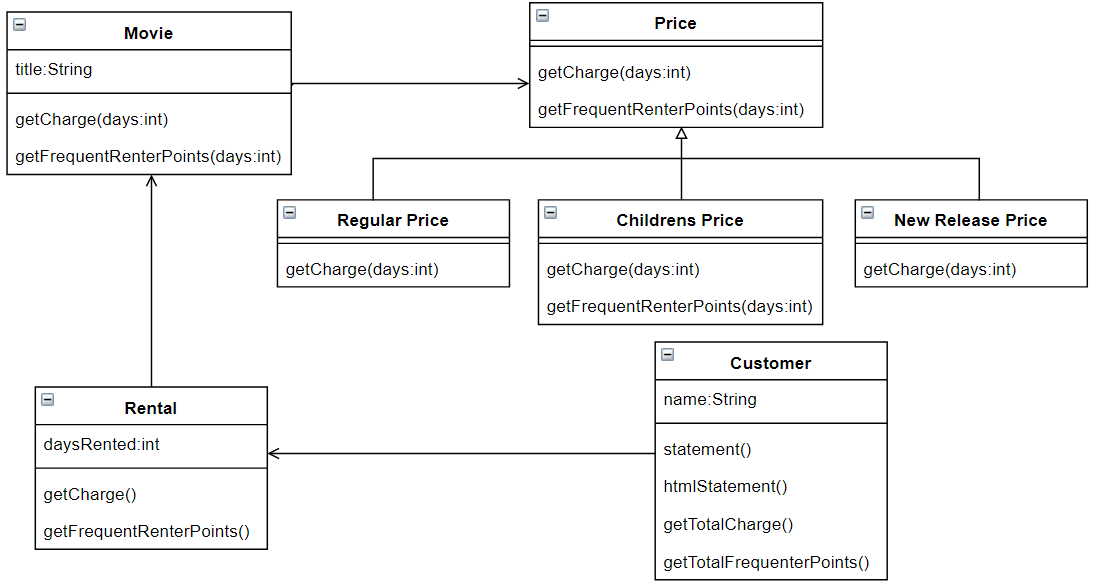 Movie
title:String
getCharge(days:int)
getFrequentRenterPoints(days:int)
Price
getCharge(days:int)
getFrequentRenterPoints(days:int)
Regular Price
getCharge(days:int)
Childrens Price
getCharge(days:int)
getFrequentRenterPoints(days:int)
New Release Price
getCharge(days:int)
Rental
daysRented:int
getCharge()
getFrequentRenterPoints()
Customer
name:String
statement()
htmlStatement()
getTotalCharge()
getTotalFrequenterPoints()